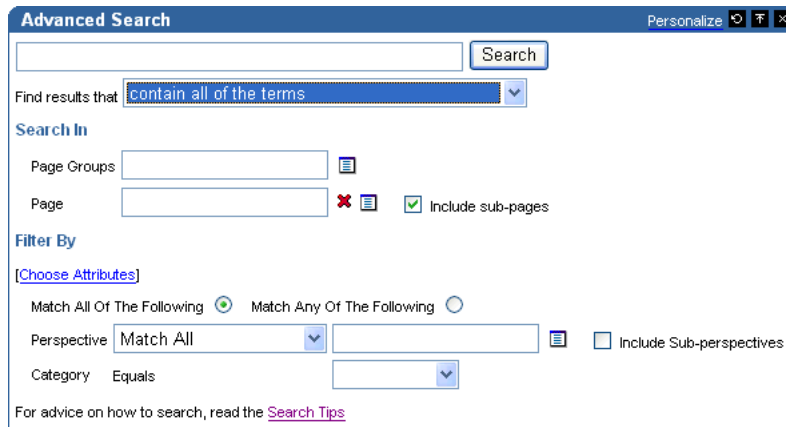 Advanced Search Personalize
Search
Find results that contain all of the terms
Search In
Page Groups
Page Include sub-pages
Filter By
[Choose Attributes]
Match All Of The Following Match Any Of The Following
Perspective Match All Include Sub-perspectives
Category Equals
For advice on how to search, read the Search Tips